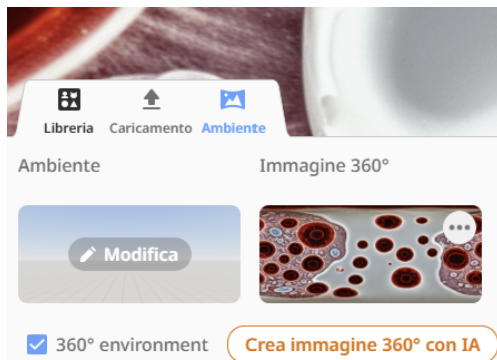 Libreria Caricamento Ambiente
Ambiente Immagine 360°
Modifica
360° environment Crea immagine 360° con IA